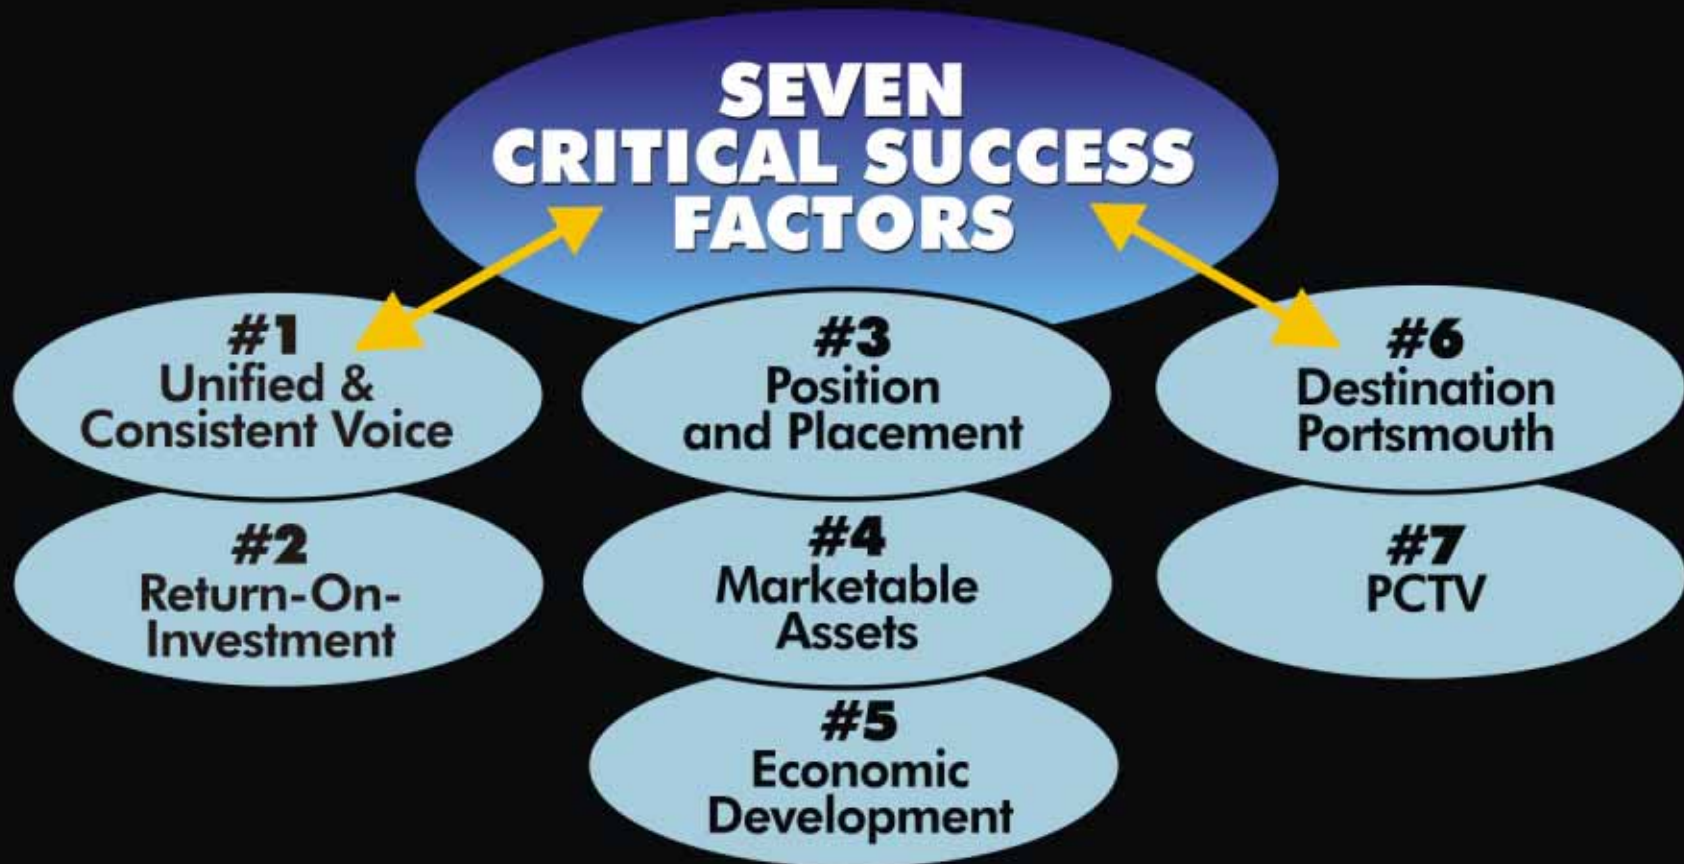 SEVEN
CRITICAL SUCCESS
FACTORS
#1
Unified &
Consistent Voice
#2
Return-On-
Investment
#3
Position
and Placement
#4
Marketable
Assets
#5
Economic
Development
#6
Destination
Portsmouth
#7
PCTV